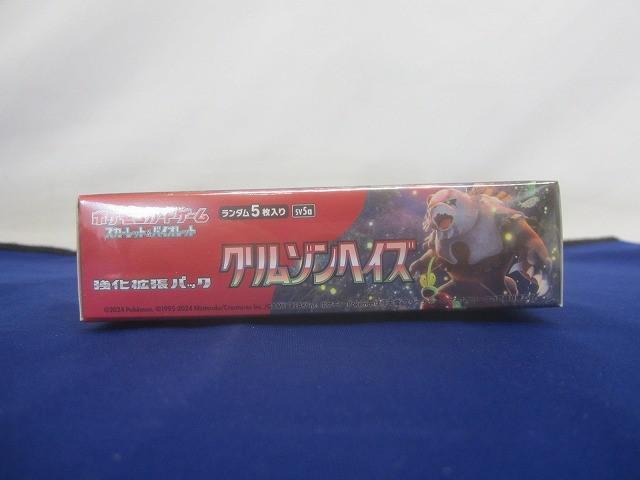 ポケモンカードゲーム
スカーレット&バイオレット
ランダム5枚入り
sv5a
強化拡張パック
クリムゾンヘイズ
©2024 Pokémon. ©1995-2024 Nintendo/Creatures Inc.